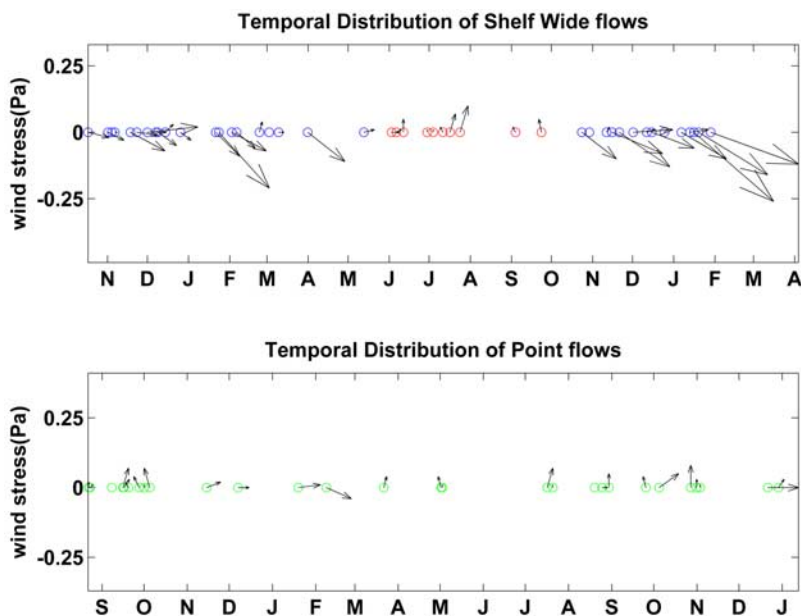 Temporal Distribution of Shelf Wide flows
wind stress(Pa)
0.25
0
-0.25
N D J F M A M J J A S O N D J F M A
Temporal Distribution of Point flows
wind stress(Pa)
0.25
0
-0.25
S O N D J F M A M J J A S O N D J